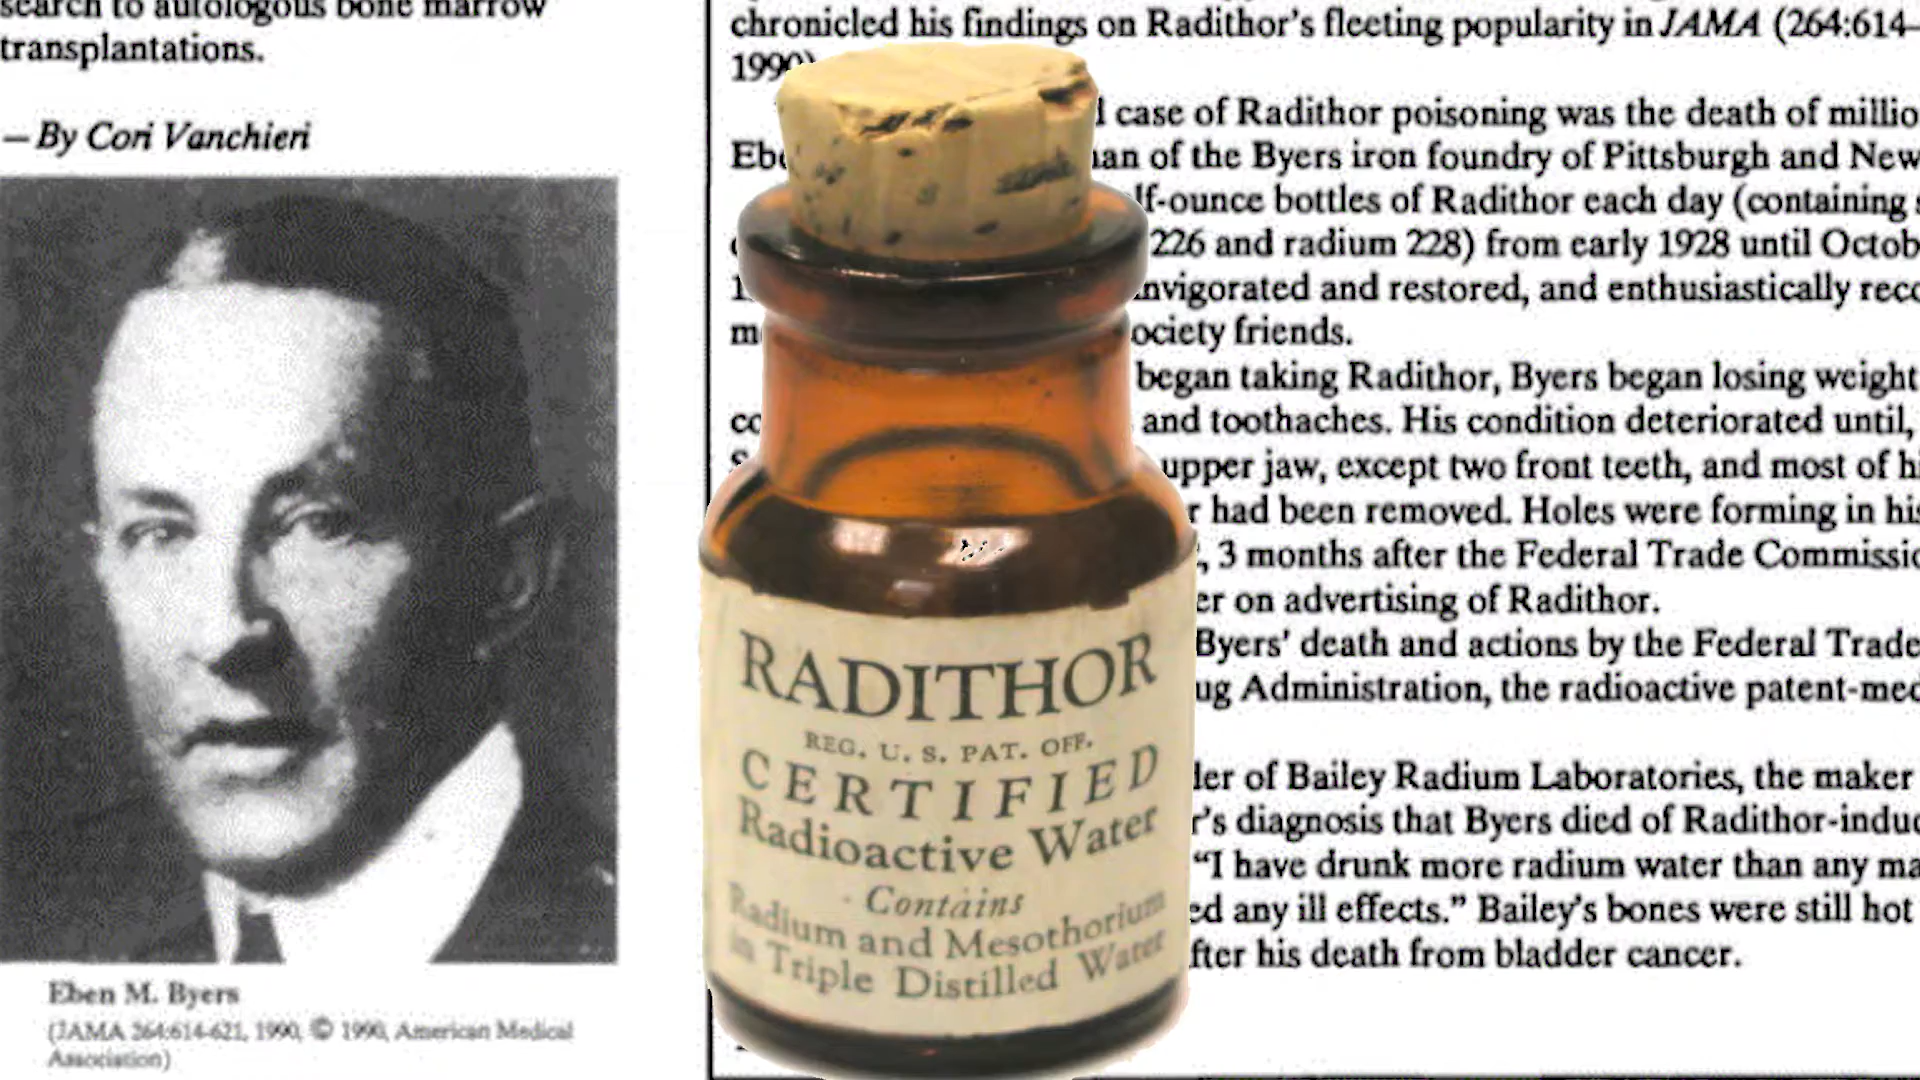 search to autologous bone marrow
transplantations.
—By Cori Vanchieri
Eben M. Byers
(JAMA 264:614-621, 1990, © 1990, American Medical
Association)
chronicled his findings on Radithor's fleeting popularity in JAMA (264:614–
1990)
case of Radithor poisoning was the death of millio
Ebe an of the Byers iron foundry of Pittsburgh and New
lf-ounce bottles of Radithor each day (containing
226 and radium 228) from early 1928 until Octob
invigorated and restored, and enthusiastically reco
ociety friends.
began taking Radithor, Byers began losing weight
and toothaches. His condition deteriorated until,
upper jaw, except two front teeth, and most of hi
r had been removed. Holes were forming in his
, 3 months after the Federal Trade Commissio
er on advertising of Radithor.
Byers' death and actions by the Federal Trade
ug Administration, the radioactive patent-med
der of Bailey Radium Laboratories, the maker
r's diagnosis that Byers died of Radithor-induc
"I have drunk more radium water than any ma
ed any ill effects." Bailey's bones were still hot
fter his death from bladder cancer.
RADITHOR
REG. U. S. PAT. OFF.
CERTIFIED
Radioactive Water
Contains
Radium and Mesothorium
in Triple Distilled Water